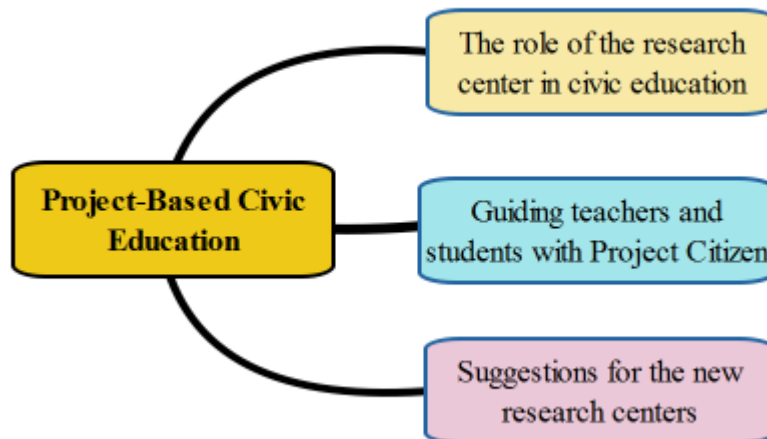 The role of the research
center in civic education
Project-Based Civic
Education
Guiding teachers and
students with Project Citizen
Suggestions for the new
research centers